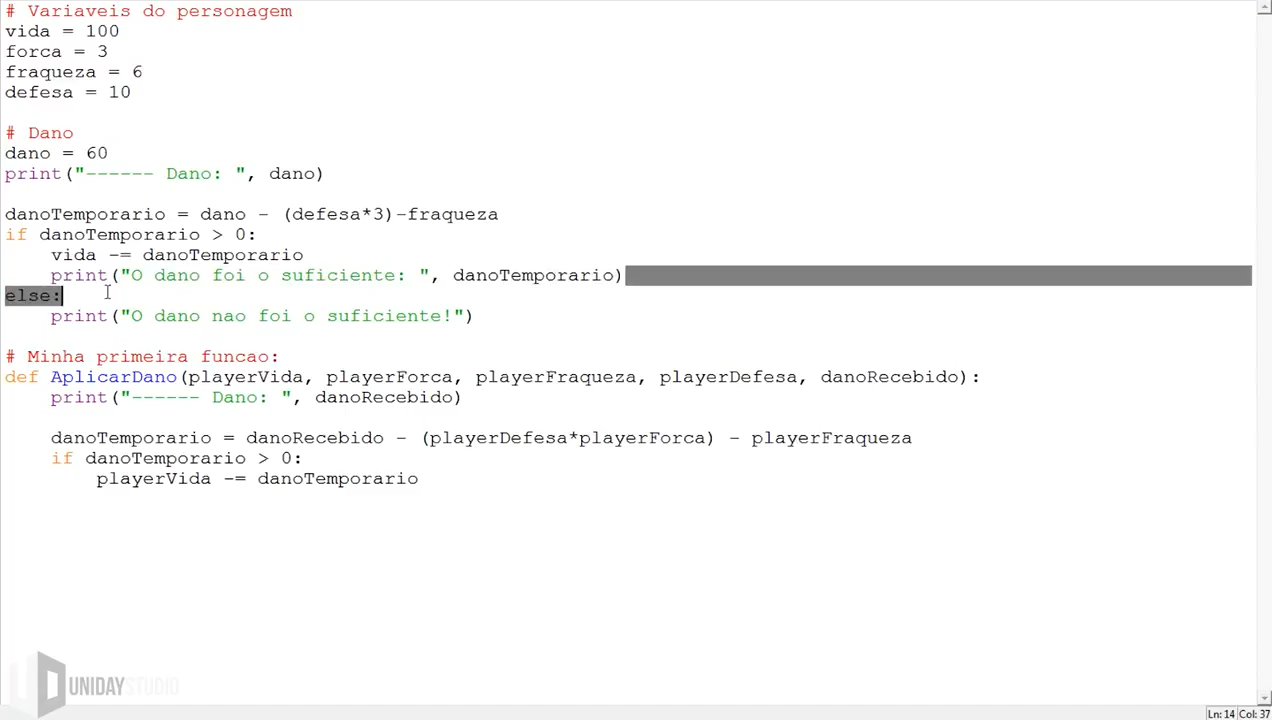 # Variaveis do personagem
vida = 100
forca = 3
fraqueza = 6
defesa = 10
# Dano
dano = 60
print("------ Dano: ", dano)
danoTemporario = dano - (defesa*3)-fraqueza
if danoTemporario > 0:
    vida -= danoTemporario
    print("O dano foi o suficiente: ", danoTemporario)
else:
    print("O dano nao foi o suficiente!")
# Minha primeira funcao:
def AplicarDano(playerVida, playerForca, playerFraqueza, playerDefesa, danoRecebido):
    print("------ Dano: ", danoRecebido)
    danoTemporario = danoRecebido - (playerDefesa*playerForca) - playerFraqueza
    if danoTemporario > 0:
        playerVida -= danoTemporario
UNIDAYSTUDIO
Ln: 14 Col: 37